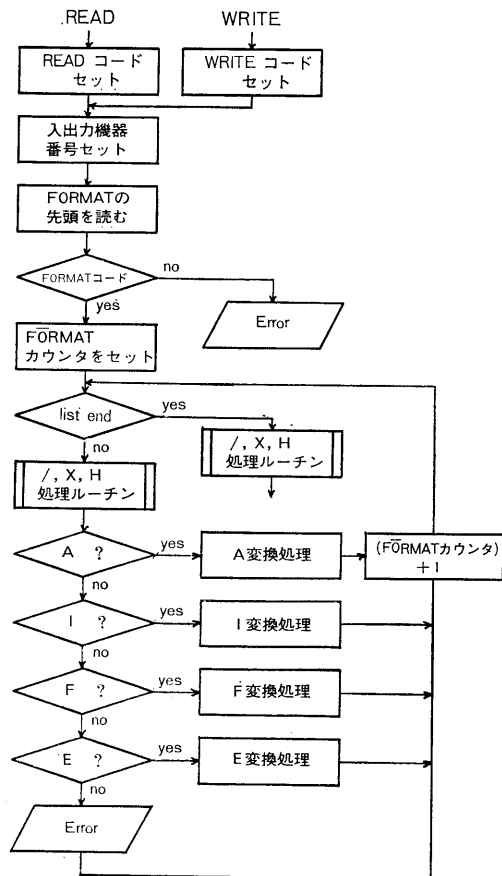 READ
WRITE
READ コード
セット
WRITE コード
セット
入出力機器
番号セット
FORMATの
先頭を読む
FORMATコード
no
yes
Error
FORMAT
カウンタをセット
list end
yes
no
/, X, H
処理ルーチン
/, X, H
処理ルーチン
A ?
yes
A変換処理
(FORMATカウンタ)
+1
no
I ?
yes
I変換処理
no
F ?
yes
F変換処理
no
E ?
yes
E変換処理
no
Error